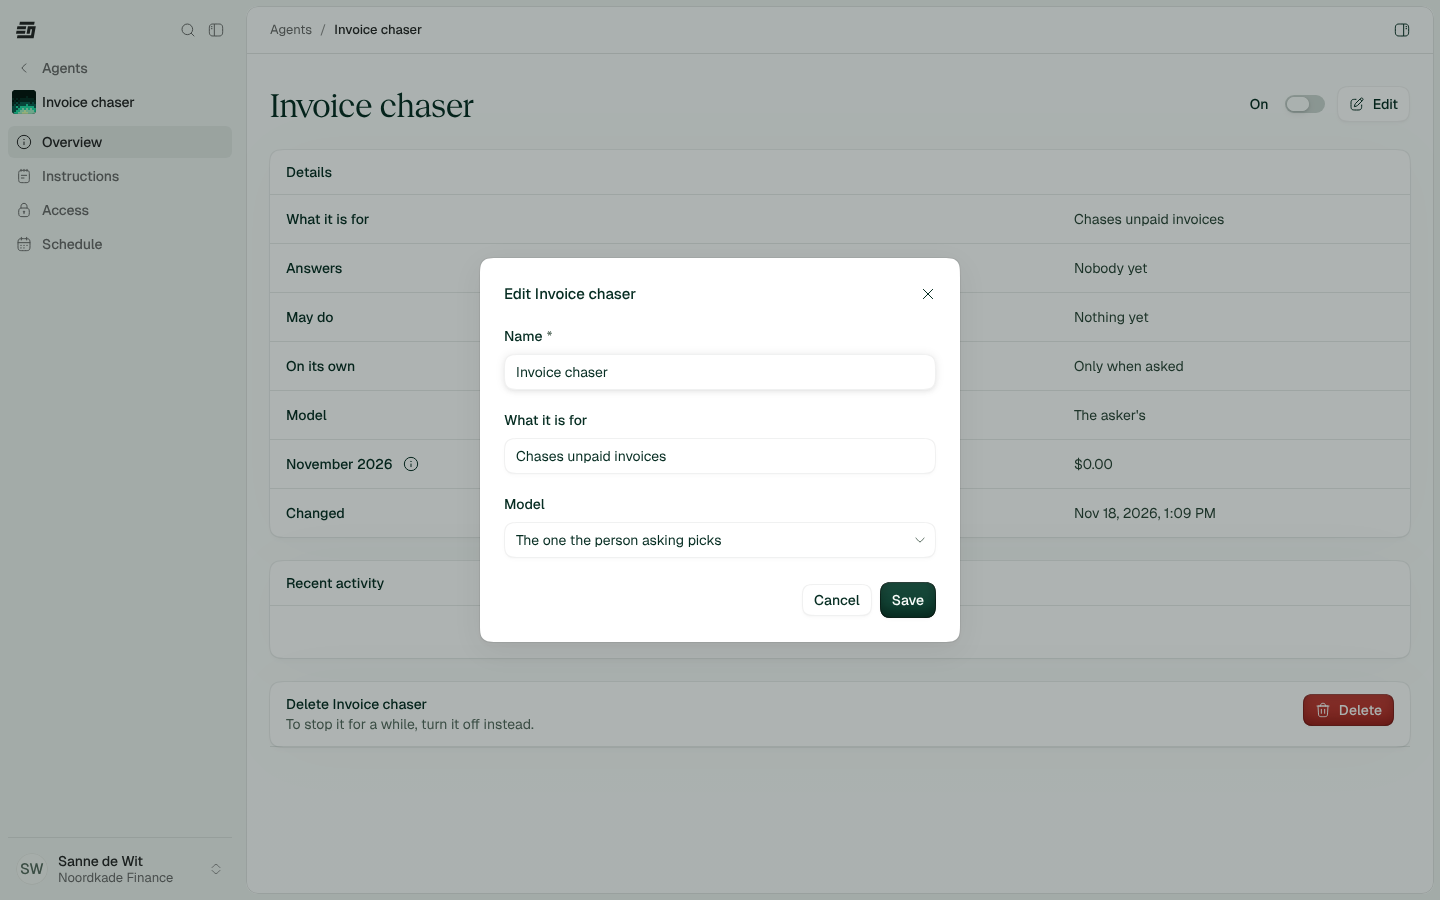 Agents
Invoice chaser
Overview
Instructions
Access
Schedule
SW
Sanne de Wit
Noordkade Finance
Agents / Invoice chaser
Invoice chaser
On
Edit
Details
What it is for
Chases unpaid invoices
Answers
Nobody yet
May do
Nothing yet
On its own
Only when asked
Model
The asker's
November 2026
$0.00
Changed
Nov 18, 2026, 1:09 PM
Recent activity
Delete Invoice chaser
To stop it for a while, turn it off instead.
Delete
Edit Invoice chaser
Name *
Invoice chaser
What it is for
Chases unpaid invoices
Model
The one the person asking picks
Cancel
Save